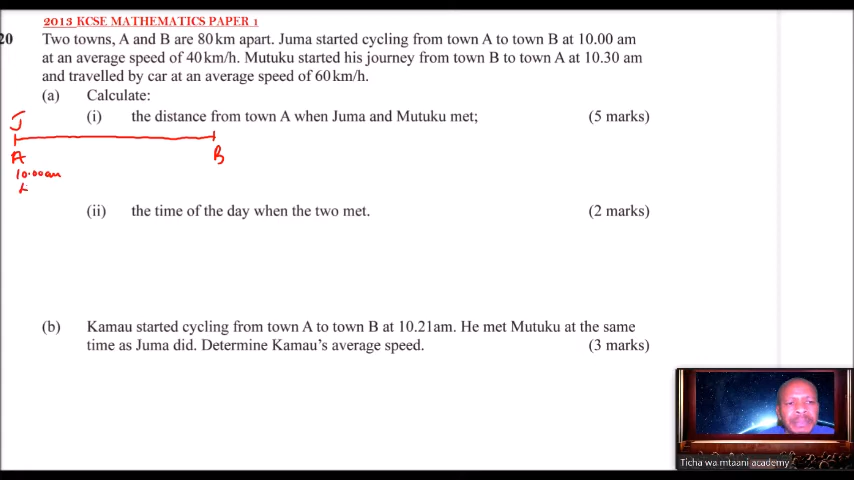 2013 KCSE MATHEMATICS PAPER 1
20 Two towns, A and B are 80 km apart. Juma started cycling from town A to town B at 10.00 am
at an average speed of 40 km/h. Mutuku started his journey from town B to town A at 10.30 am
and travelled by car at an average speed of 60 km/h.
(a) Calculate:
(i) the distance from town A when Juma and Mutuku met; (5 marks)
J
A B
10.00am
(ii) the time of the day when the two met. (2 marks)
(b) Kamau started cycling from town A to town B at 10.21am. He met Mutuku at the same
time as Juma did. Determine Kamau's average speed. (3 marks)
Ticha wa mtaani academy